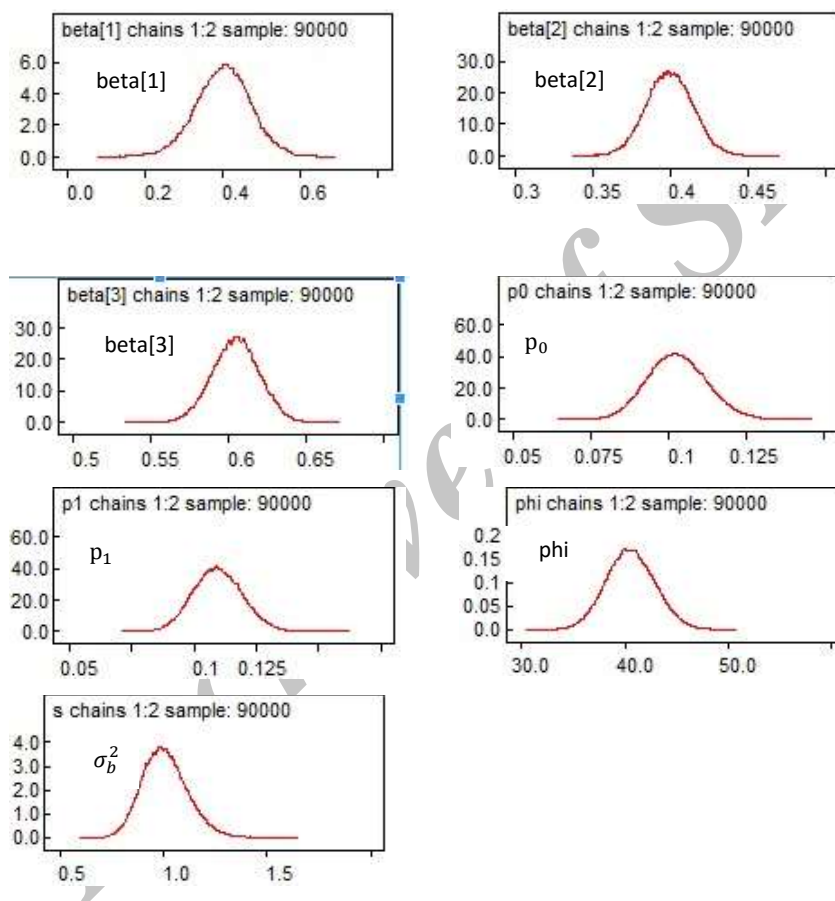 beta[1] chains 1:2 sample: 90000
beta[1]
6.0
4.0
2.0
0.0
0.0 0.2 0.4 0.6
beta[2] chains 1:2 sample: 90000
beta[2]
30.0
20.0
10.0
0.0
0.3 0.35 0.4 0.45
beta[3] chains 1:2 sample: 90000
beta[3]
30.0
20.0
10.0
0.0
0.5 0.55 0.6 0.65
p0 chains 1:2 sample: 90000
p₀
60.0
40.0
20.0
0.0
0.05 0.075 0.1 0.125
p1 chains 1:2 sample: 90000
p₁
60.0
40.0
20.0
0.0
0.05 0.1 0.125
phi chains 1:2 sample: 90000
phi
0.2
0.15
0.1
0.05
0.0
30.0 40.0 50.0
s chains 1:2 sample: 90000
σ_b^2
4.0
3.0
2.0
1.0
0.0
0.5 1.0 1.5
of